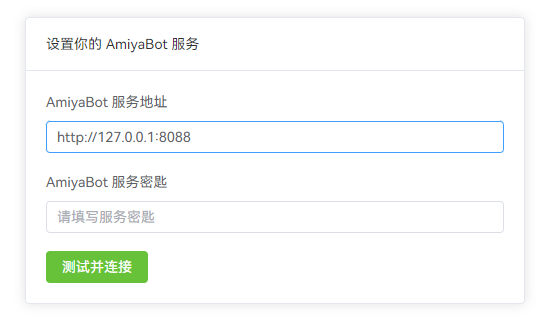 设置你的 AmiyaBot 服务
AmiyaBot 服务地址
http://127.0.0.1:8088
AmiyaBot 服务密匙
请填写服务密匙
测试并连接